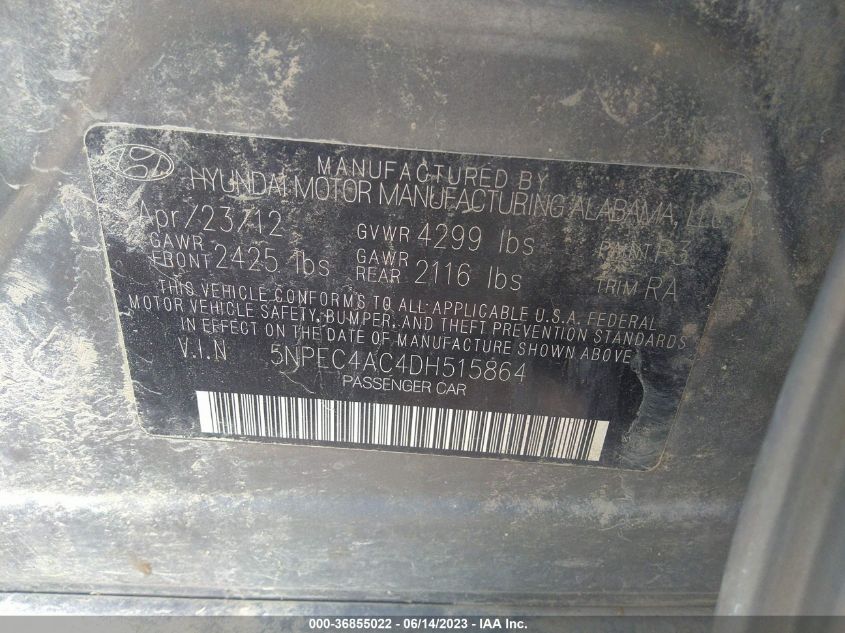 MANUFACTURED BY
HYUNDAI MOTOR MANUFACTURING ALABAMA, LLC
Apr/23/12 GVWR 4299 lbs PAINT P3
GAWR FRONT 2425 lbs GAWR REAR 2116 lbs TRIM RA
THIS VEHICLE CONFORMS TO ALL APPLICABLE U.S.A. FEDERAL
MOTOR VEHICLE SAFETY, BUMPER, AND THEFT PREVENTION STANDARDS
IN EFFECT ON THE DATE OF MANUFACTURE SHOWN ABOVE.
V.I.N 5NPEC4AC4DH515864
PASSENGER CAR
000-36855022 - 06/14/2023 - IAA Inc.